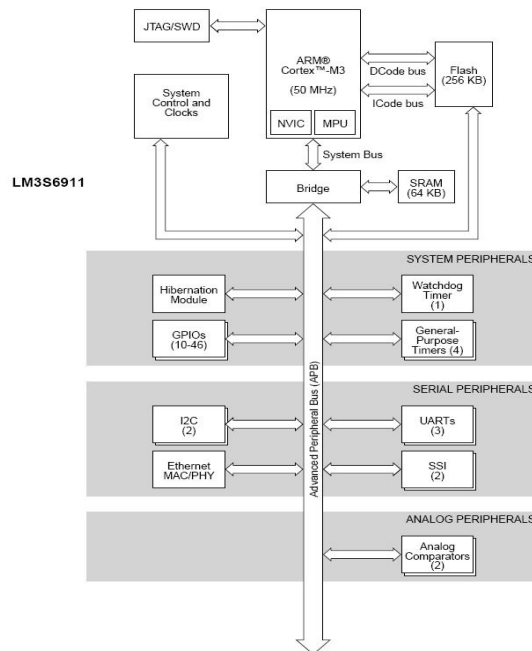 JTAG/SWD
ARM®
Cortex™-M3
(50 MHz)
NVIC
MPU
DCode bus
ICode bus
Flash
(256 KB)
System
Control and
Clocks
System Bus
LM3S6911
Bridge
SRAM
(64 KB)
SYSTEM PERIPHERALS
Hibernation
Module
Watchdog
Timer
(1)
GPIOs
(10-46)
General-
Purpose
Timers (4)
Advanced Peripheral Bus (APB)
SERIAL PERIPHERALS
I2C
(2)
UARTs
(3)
Ethernet
MAC/PHY
SSI
(2)
ANALOG PERIPHERALS
Analog
Comparators
(2)